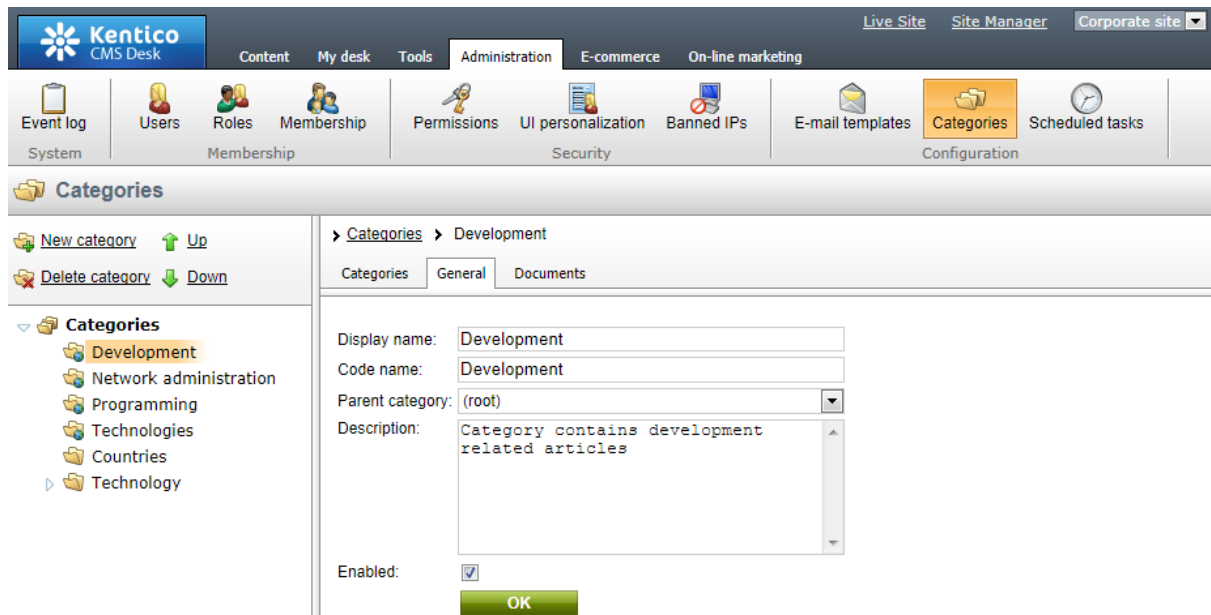 Live Site Site Manager Corporate site
Kentico
CMS Desk
Content My desk Tools Administration E-commerce On-line marketing
Event log Users Roles Membership Permissions UI personalization Banned IPs E-mail templates Categories Scheduled tasks
System Membership Security Configuration
Categories
New category Up
Delete category Down
Categories
Development
Network administration
Programming
Technologies
Countries
Technology
Categories Development
Categories General Documents
Display name: Development
Code name: Development
Parent category: (root)
Description: Category contains development
related articles
Enabled:
OK